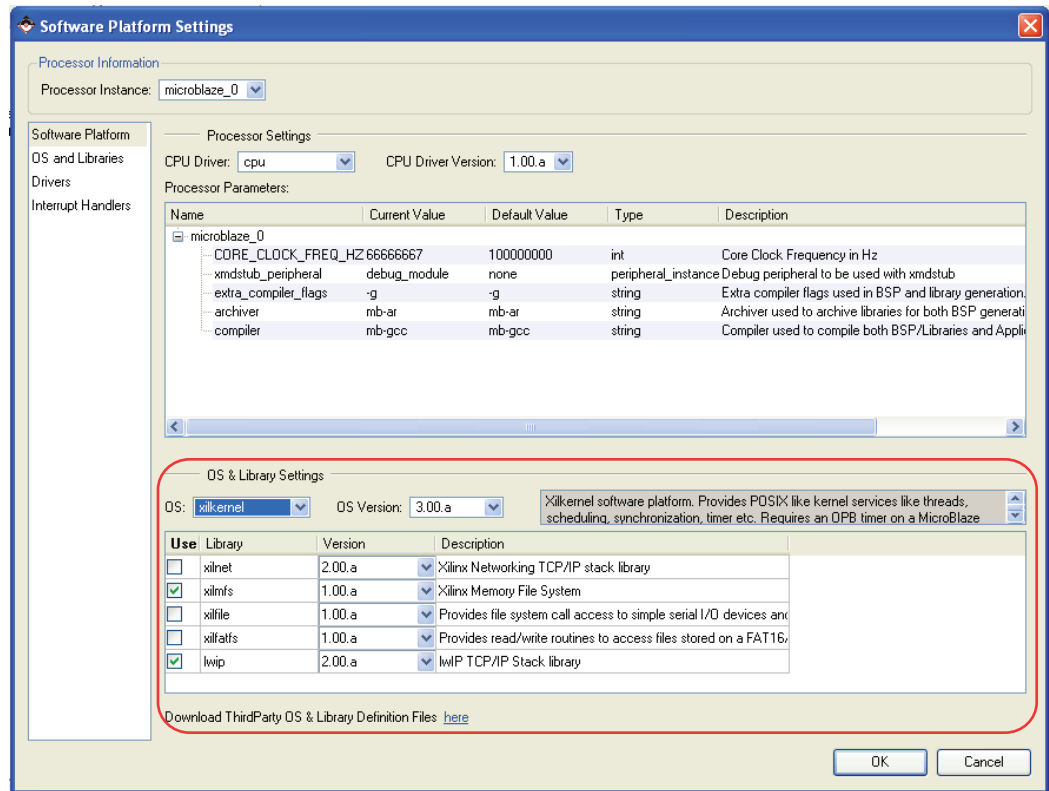 Software Platform Settings
Processor Information
Processor Instance: microblaze_0
Software Platform
OS and Libraries
Drivers
Interrupt Handlers
Processor Settings
CPU Driver: cpu CPU Driver Version: 1.00.a
Processor Parameters:
Name Current Value Default Value Type Description
microblaze_0
CORE_CLOCK_FREQ_HZ 66666667 100000000 int Core Clock Frequency in Hz
xmdstub_peripheral debug_module none peripheral_instance Debug peripheral to be used with xmdstub
extra_compiler_flags -g -g string Extra compiler flags used in BSP and library generation.
archiver mb-ar mb-ar string Archiver used to archive libraries for both BSP generati
compiler mb-gcc mb-gcc string Compiler used to compile both BSP/Libraries and Appli
OS & Library Settings
OS: xilkernel OS Version: 3.00.a
Xilkernel software platform. Provides POSIX like kernel services like threads,
scheduling, synchronization, timer etc. Requires an OPB timer on a MicroBlaze
Use Library Version Description
xilnet 2.00.a Xilinx Networking TCP/IP stack library
xilmfs 1.00.a Xilinx Memory File System
xilfile 1.00.a Provides file system call access to simple serial I/O devices and
xilfatfs 1.00.a Provides read/write routines to access files stored on a FAT16/
lwip 2.00.a lwIP TCP/IP Stack library
Download ThirdParty OS & Library Definition Files here
OK Cancel